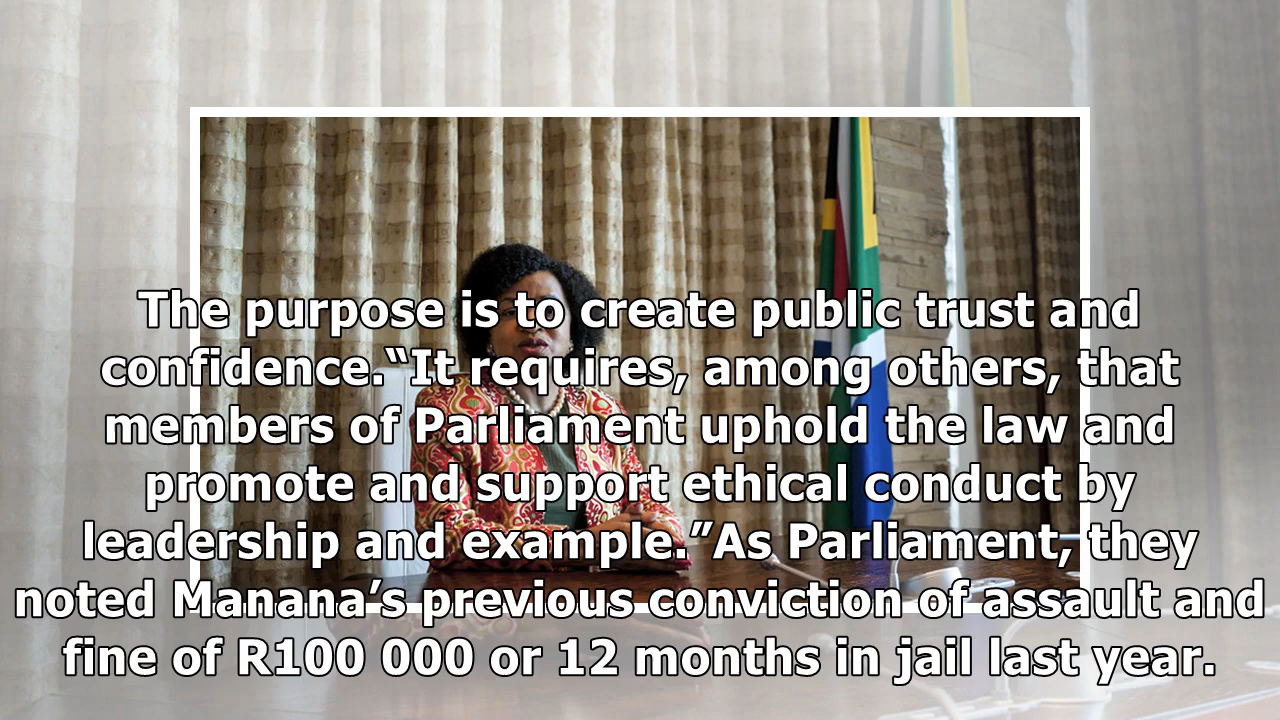 The purpose is to create public trust and
confidence.“It requires, among others, that
members of Parliament uphold the law and
promote and support ethical conduct by
leadership and example.”As Parliament, they
noted Manana’s previous conviction of assault and
fine of R100 000 or 12 months in jail last year.